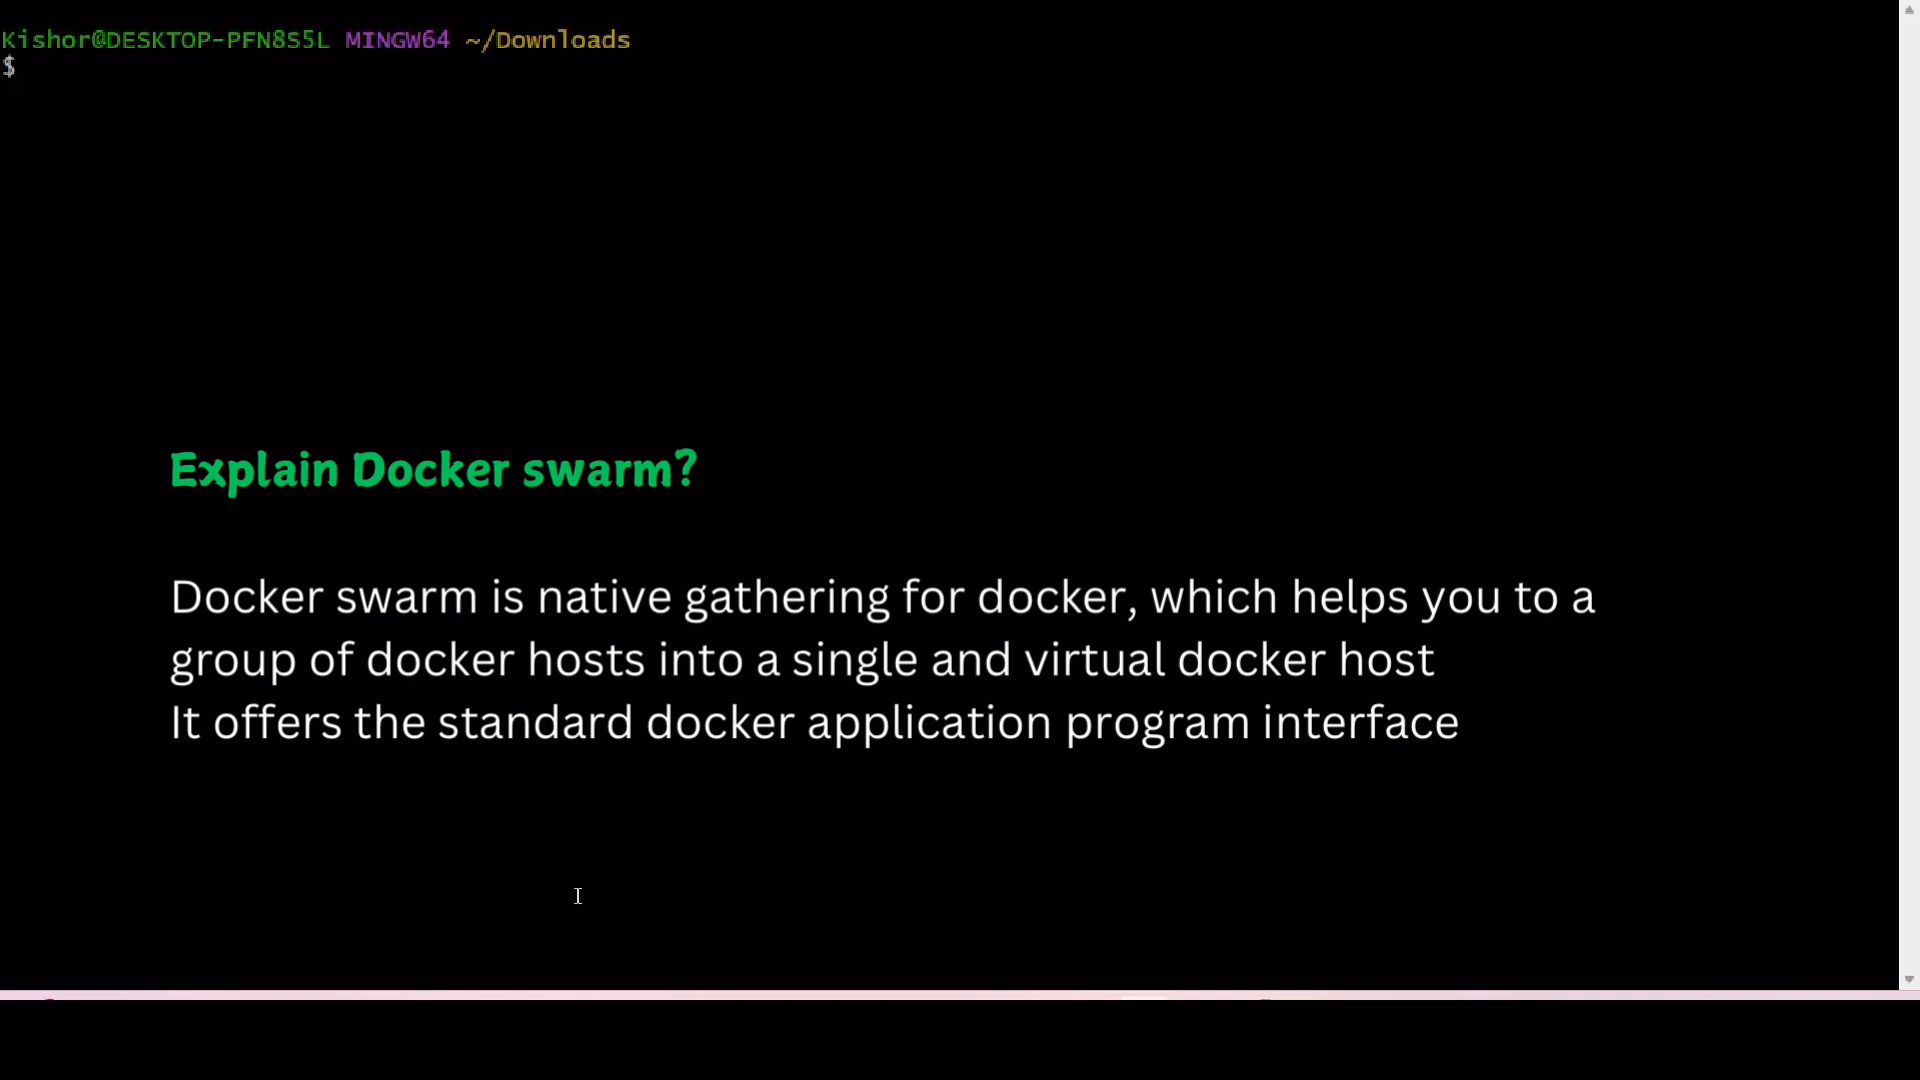 Kishor@DESKTOP-PFN8S5L MINGW64 ~/Downloads
$
Explain Docker swarm?
Docker swarm is native gathering for docker, which helps you to a
group of docker hosts into a single and virtual docker host
It offers the standard docker application program interface